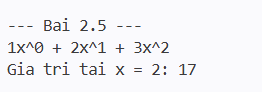 --- Bai 2.5 ---
1x^0 + 2x^1 + 3x^2
Gia tri tai x = 2: 17